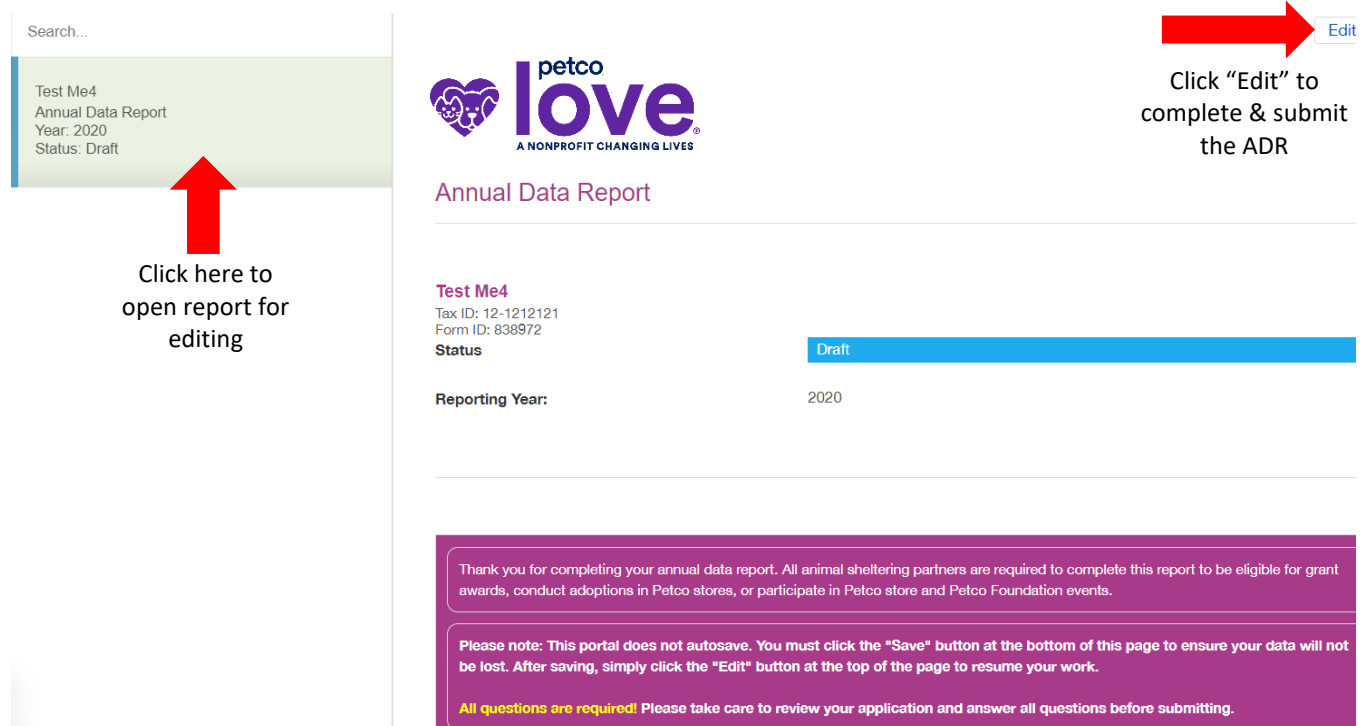 Search...
Test Me4
Annual Data Report
Year: 2020
Status: Draft
Click here to
open report for
editing
Edit
Click “Edit” to
complete & submit
the ADR
petco
love®
A NONPROFIT CHANGING LIVES
Annual Data Report
Test Me4
Tax ID: 12-1212121
Form ID: 838972
Status Draft
Reporting Year: 2020
Thank you for completing your annual data report. All animal sheltering partners are required to complete this report to be eligible for grant
awards, conduct adoptions in Petco stores, or participate in Petco store and Petco Foundation events.
Please note: This portal does not autosave. You must click the "Save" button at the bottom of this page to ensure your data will not
be lost. After saving, simply click the "Edit" button at the top of the page to resume your work.
All questions are required! Please take care to review your application and answer all questions before submitting.